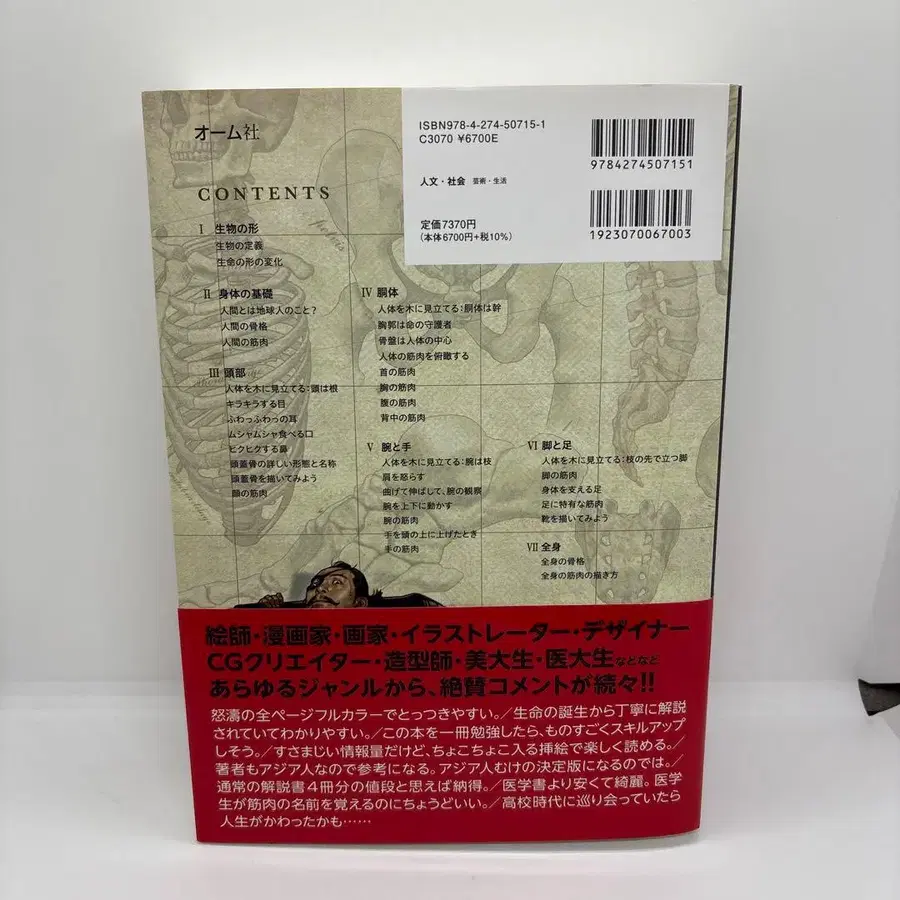 オーム社
ISBN978-4-274-50715-1
C3070 ¥6700E
9784274507151
人文・社会 芸術・生活
1923070067003
定価7370円
(本体6700円+税10%)
CONTENTS
I 生物の形
生物の定義
生命の形の変化
II 身体の基礎
人間とは地球人のこと?
人間の骨格
人間の筋肉
III 頭部
人体を木に見立てる:頭は根
キラキラする目
ふわっふわっの耳
ムシャムシャ食べる口
ヒクヒクする鼻
頭蓋骨の詳しい形態と名称
頭蓋骨を描いてみよう
顔の筋肉
IV 胴体
人体を木に見立てる:胴体は幹
胸郭は命の守護者
骨盤は人体の中心
人体の筋肉を俯瞰する
首の筋肉
胸の筋肉
腹の筋肉
背中の筋肉
V 腕と手
人体を木に見立てる:腕は枝
肩を怒らす
曲げて伸ばして、腕の観察
腕を上下に動かす
腕の筋肉
手を頭の上に上げたとき
手の筋肉
VI 脚と足
人体を木に見立てる:枝の先で立つ脚
脚の筋肉
身体を支える足
足に特有な筋肉
靴を描いてみよう
VII 全身
全身の骨格
全身の筋肉の描き方
絵師・漫画家・画家・イラストレーター・デザイナー
CGクリエイター・造型師・美大生・医大生などなど
あらゆるジャンルから、絶賛コメントが続々!!
怒濤の全ページフルカラーでとっつきやすい。/生命の誕生から丁寧に解説
されていてわかりやすい。/この本を一冊勉強したら、ものすごくスキルアップ
しそう。/すさまじい情報量だけど、ちょこちょこ入る挿絵で楽しく読める。/
著者もアジア人なので参考になる。アジア人むけの決定版になるのでは。/
通常の解説書4冊分の値段と思えば納得。/医学書より安くて綺麗。医学
生が筋肉の名前を覚えるのにちょうどいい。/高校時代に巡り会っていたら
人生がかわったかも……